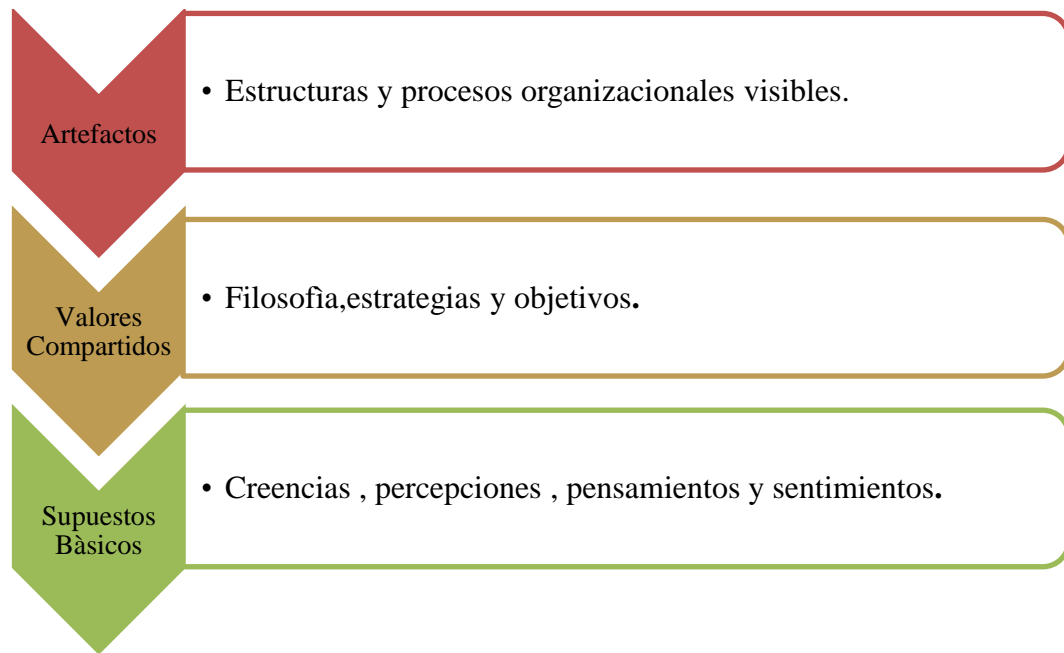 Artefactos
• Estructuras y procesos organizacionales visibles.
Valores
Compartidos
• Filosofìa,estrategias y objetivos.
Supuestos
Bàsicos
• Creencias , percepciones , pensamientos y sentimientos.